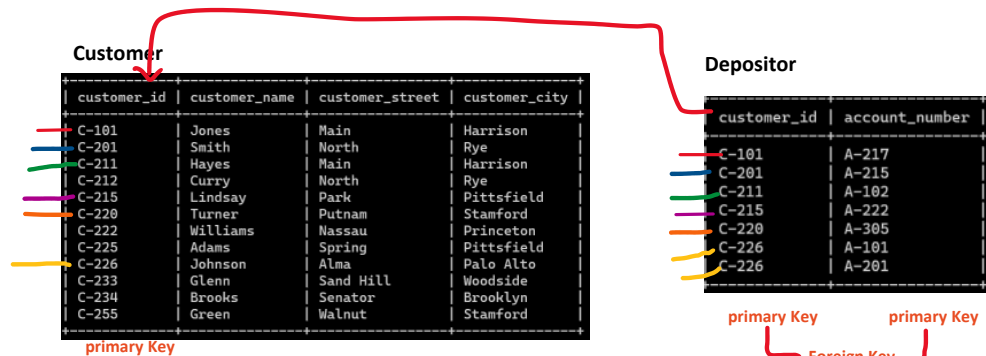 Customer
customer_id | customer_name | customer_street | customer_city
C-101 | Jones | Main | Harrison
C-201 | Smith | North | Rye
C-211 | Hayes | Main | Harrison
C-212 | Curry | North | Rye
C-215 | Lindsay | Park | Pittsfield
C-220 | Turner | Putnam | Stamford
C-222 | Williams | Nassau | Princeton
C-225 | Adams | Spring | Pittsfield
C-226 | Johnson | Alma | Palo Alto
C-233 | Glenn | Sand Hill | Woodside
C-234 | Brooks | Senator | Brooklyn
C-255 | Green | Walnut | Stamford
primary Key
Depositor
customer_id | account_number
C-101 | A-217
C-201 | A-215
C-211 | A-102
C-215 | A-222
C-220 | A-305
C-226 | A-101
C-226 | A-201
primary Key primary Key
Foreign Key